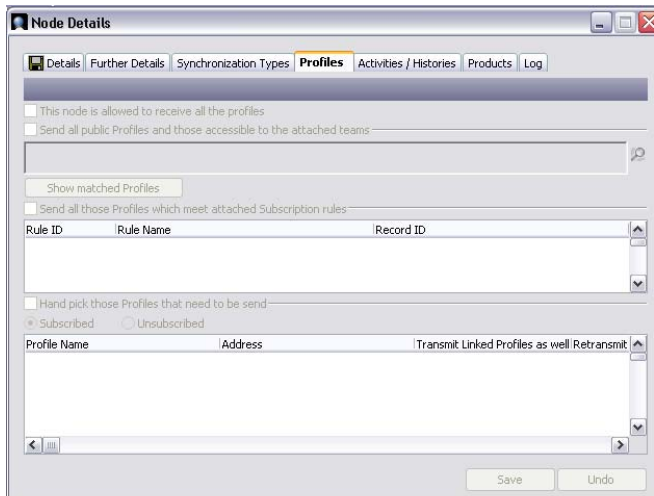 Node Details
Details Further Details Synchronization Types Profiles Activities / Histories Products Log
This node is allowed to receive all the profiles
Send all public Profiles and those accessible to the attached teams
Show matched Profiles
Send all those Profiles which meet attached Subscription rules
Rule ID Rule Name Record ID
Hand pick those Profiles that need to be send
Subscribed Unsubscribed
Profile Name Address Transmit Linked Profiles as well Retransmit
Save Undo